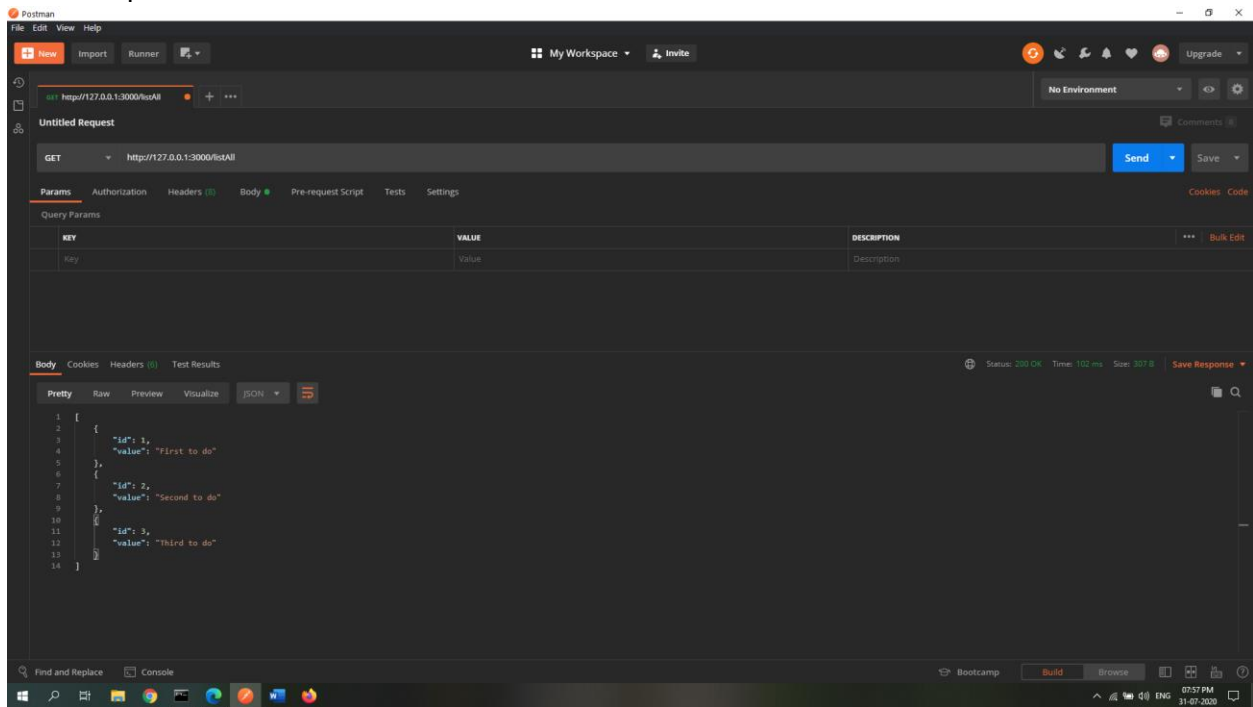 Postman
File Edit View Help
New Import Runner My Workspace Invite Upgrade
GET http://127.0.0.1:3000/listAll + ••• No Environment
Untitled Request Comments 0
GET http://127.0.0.1:3000/listAll Send Save
Params Authorization Headers (8) Body Pre-request Script Tests Settings Cookies Code
Query Params
KEY VALUE DESCRIPTION ••• Bulk Edit
Key Value Description
Body Cookies Headers (6) Test Results Status: 200 OK Time: 102 ms Size: 307 B Save Response
Pretty Raw Preview Visualize JSON
1 [
2 {
3 "id": 1,
4 "value": "First to do"
5 },
6 {
7 "id": 2,
8 "value": "Second to do"
9 },
10 {
11 "id": 3,
12 "value": "Third to do"
13 }
14 ]
Find and Replace Console Bootcamp Build Browse
ENG 07:57 PM
31-07-2020